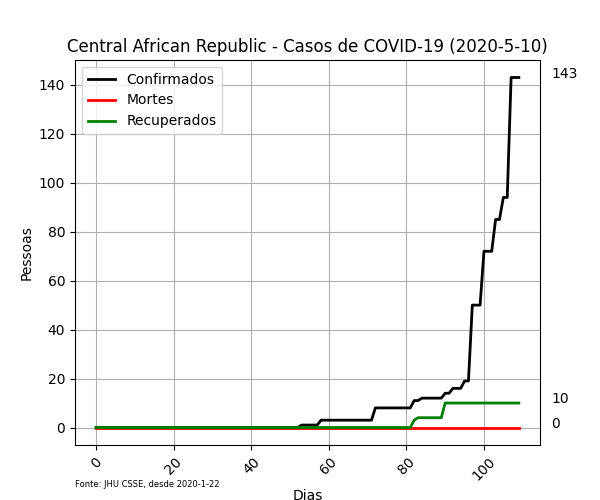 Central African Republic - Casos de COVID-19 (2020-5-10)
Confirmados
Mortes
Recuperados
143
10
0
140
120
100
80
60
40
20
0
Pessoas
0
20
40
60
80
100
Fonte: JHU CSSE, desde 2020-1-22
Dias